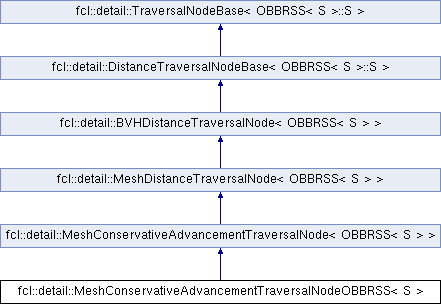 fcl::detail::TraversalNodeBase< OBBRSS< S >::S >
fcl::detail::DistanceTraversalNodeBase< OBBRSS< S >::S >
fcl::detail::BVHDistanceTraversalNode< OBBRSS< S > >
fcl::detail::MeshDistanceTraversalNode< OBBRSS< S > >
fcl::detail::MeshConservativeAdvancementTraversalNode< OBBRSS< S > >
fcl::detail::MeshConservativeAdvancementTraversalNodeOBBRSS< S >